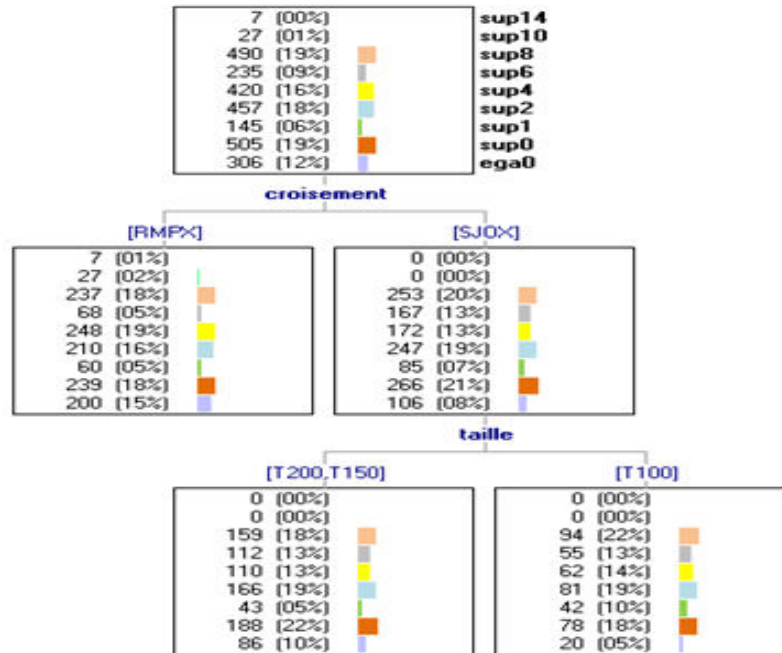 7 (00%) sup14
27 (01%) sup10
490 (19%) sup8
235 (09%) sup6
420 (16%) sup4
457 (18%) sup2
145 (06%) sup1
505 (19%) sup0
306 (12%) ega0
croisement
[RMPX] [SJOX]
7 (01%) 0 (00%)
27 (02%) 0 (00%)
237 (18%) 253 (20%)
68 (05%) 167 (13%)
248 (19%) 172 (13%)
210 (16%) 247 (19%)
60 (05%) 85 (07%)
239 (18%) 266 (21%)
200 (15%) 106 (08%)
taille
[T200,T150] [T100]
0 (00%) 0 (00%)
0 (00%) 0 (00%)
159 (18%) 94 (22%)
112 (13%) 55 (13%)
110 (13%) 62 (14%)
166 (19%) 81 (19%)
43 (05%) 42 (10%)
188 (22%) 78 (18%)
86 (10%) 20 (05%)